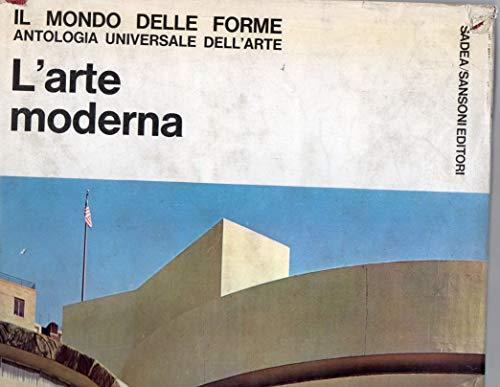 IL MONDO DELLE FORME
ANTOLOGIA UNIVERSALE DELL'ARTE
L'arte
moderna
SADEA/SANSONI EDITORI